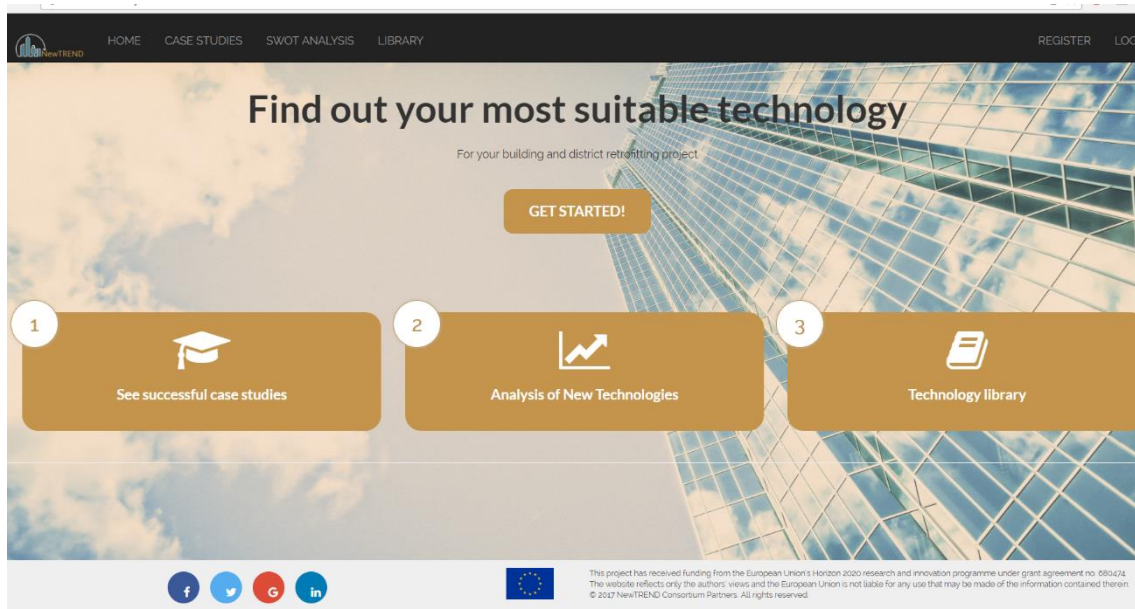 NewTREND
HOME CASE STUDIES SWOT ANALYSIS LIBRARY REGISTER LOG
Find out your most suitable technology
For your building and district retrofitting project
GET STARTED!
1
See successful case studies
2
Analysis of New Technologies
3
Technology library
This project has received funding from the European Union's Horizon 2020 research and innovation programme under grant agreement no. 680474.
The website reflects only the authors' views and the European Union is not liable for any use that may be made of the information contained therein.
© 2017 NewTREND Consortium Partners. All rights reserved.